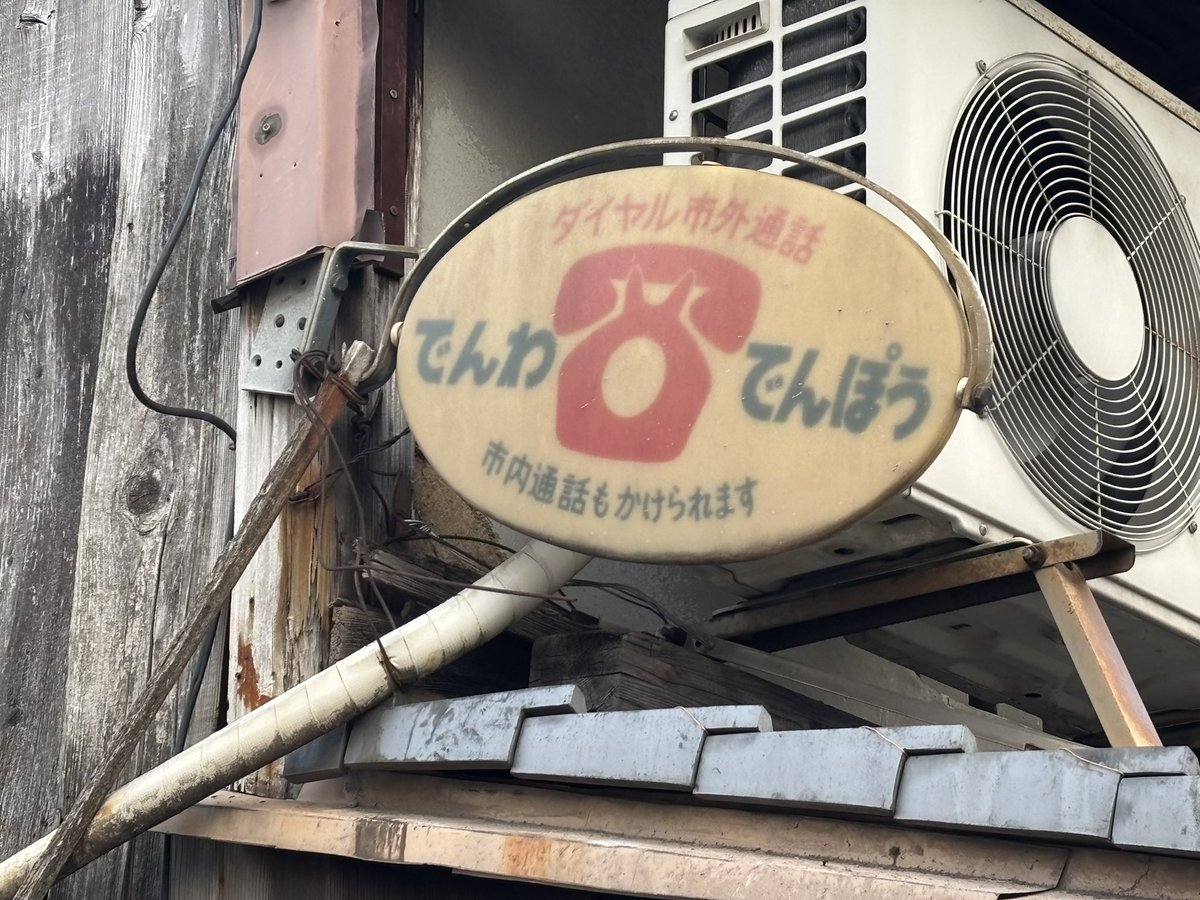 ダイヤル市外通話
でんわ でんぽう
市内通話もかけられます